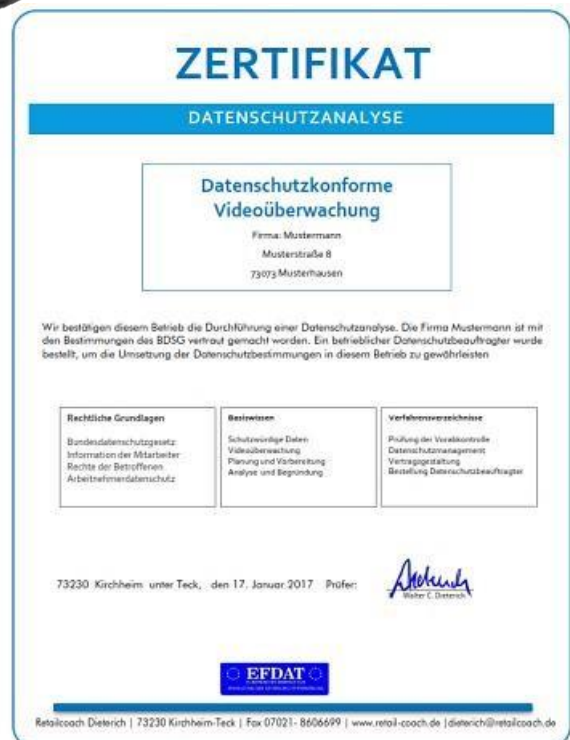 ZERTIFIKAT
DATENSCHUTZANALYSE
Datenschutzkonforme
Videoüberwachung
Firma: Mustermann
Musterstraße 8
73073 Musterhausen
Wir bestätigen diesem Betrieb die Durchführung einer Datenschutzanalyse. Die Firma Mustermann ist mit
den Bestimmungen des BDSG vertraut gemacht worden. Ein betrieblicher Datenschutzbeauftragter wurde
bestellt, um die Umsetzung der Datenschutzbestimmungen in diesem Betrieb zu gewährleisten
Rechtliche Grundlagen
Bundesdatenschutzgesetz
Information der Mitarbeiter
Rechte der Betroffenen
Arbeitnehmerdatenschutz
Basiswissen
Schutzwürdige Daten
Videoüberwachung
Planung und Vorbereitung
Analyse und Begründung
Verfahrensverzeichnisse
Prüfung der Vorabkontrolle
Datenschutzmanagement
Vertragsgestaltung
Bestellung Datenschutzbeauftragter
73230 Kirchheim unter Teck, den 17. Januar 2017 Prüfer:
Dieterich
Walter C. Dieterich
EFDAT
Retailcoach Dieterich | 73230 Kirchheim-Teck | Fax 07021- 8606699 | www.retail-coach.de | dieterich@retailcoach.de